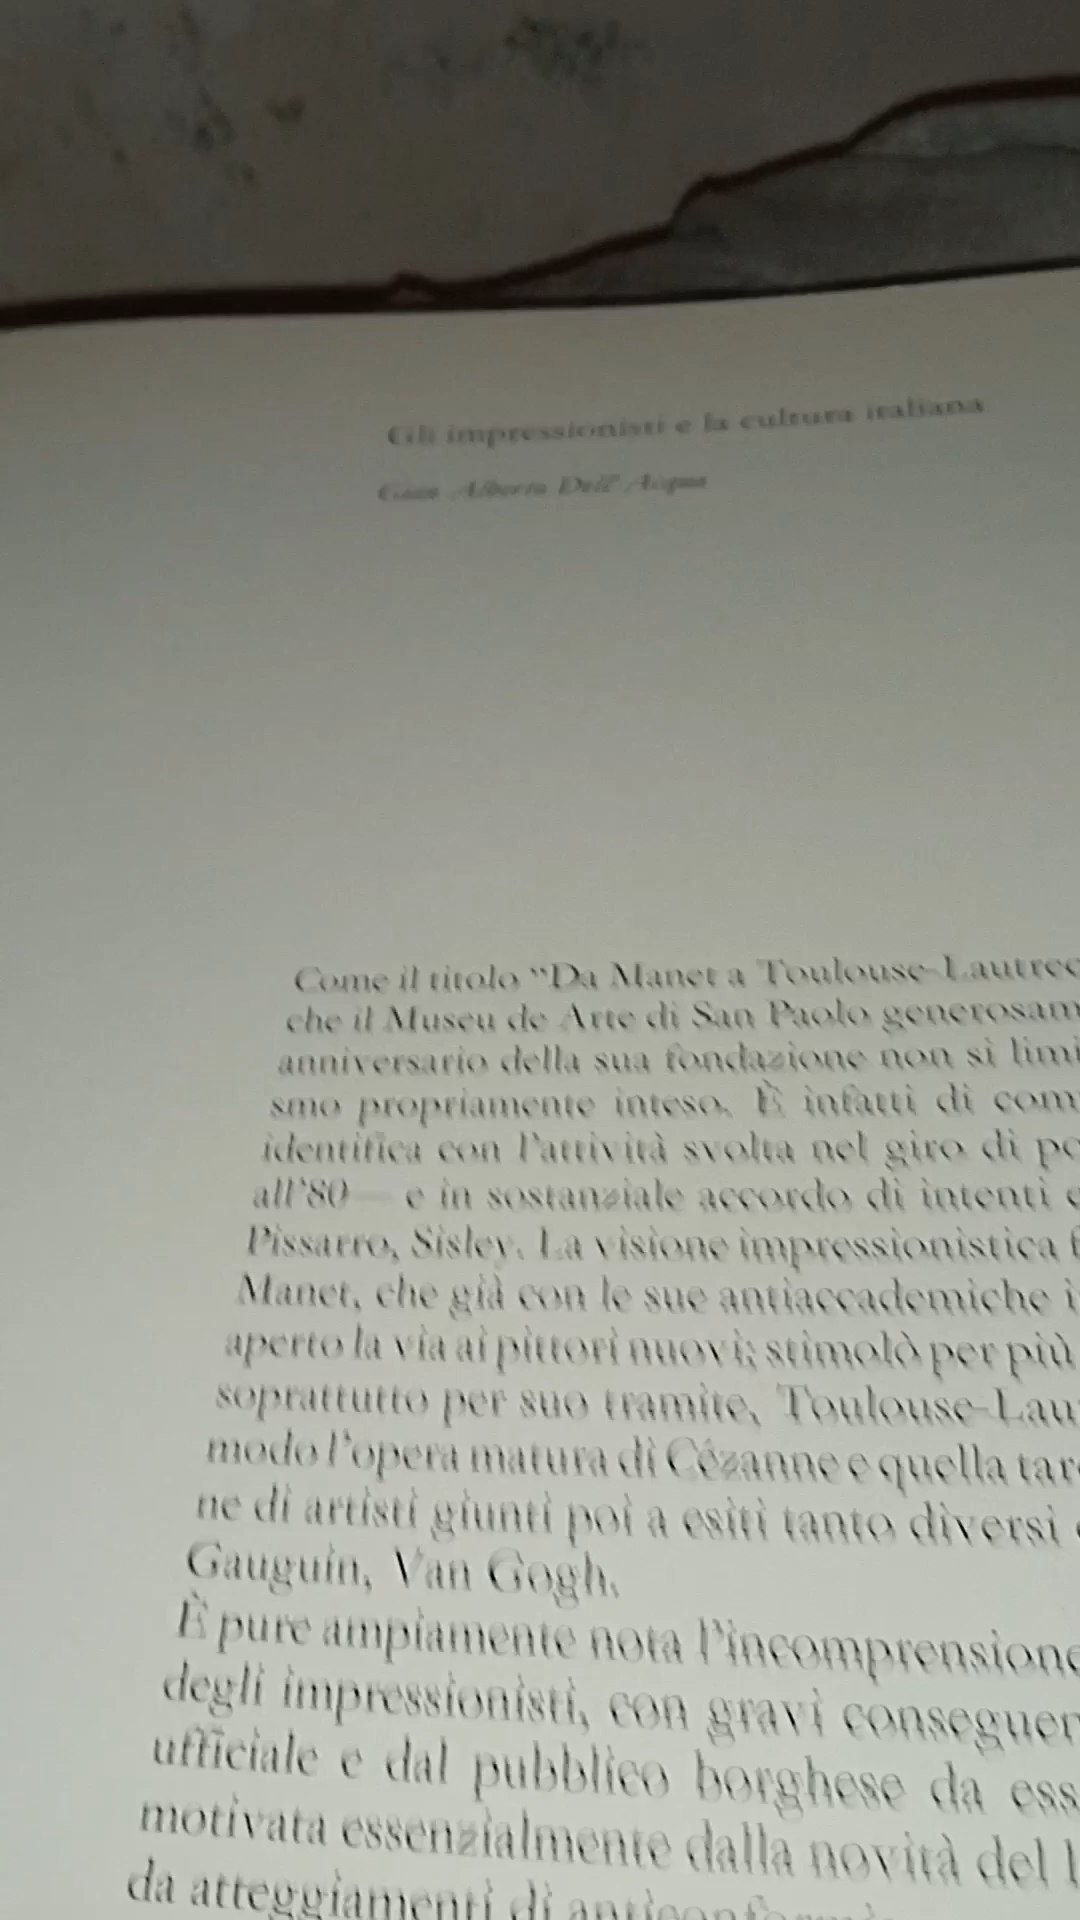 Gli impressionisti e la cultura italiana
Gian Alberto Dell'Acqua
Come il titolo "Da Manet a Toulouse-Lautrec
che il Museu de Arte di San Paolo generosam
anniversario della sua fondazione non si limi
smo propriamente inteso. È infatti di com
identifica con l'attività svolta nel giro di po
all'80 — e in sostanziale accordo di intenti
Pissarro, Sisley. La visione impressionistica f
Manet, che già con le sue antiaccademiche i
aperto la via ai pittori nuovi; stimolò per più
soprattutto per suo tramite, Toulouse-Lau
modo l'opera matura di Cézanne e quella tar
ne di artisti giunti poi a esiti tanto diversi
Gauguin, Van Gogh.
È pure ampiamente nota l'incomprensione
degli impressionisti, con gravi conseguen
ufficiale e dal pubblico borghese da ess
motivata essenzialmente dalla novità del l
da atteggiamenti di